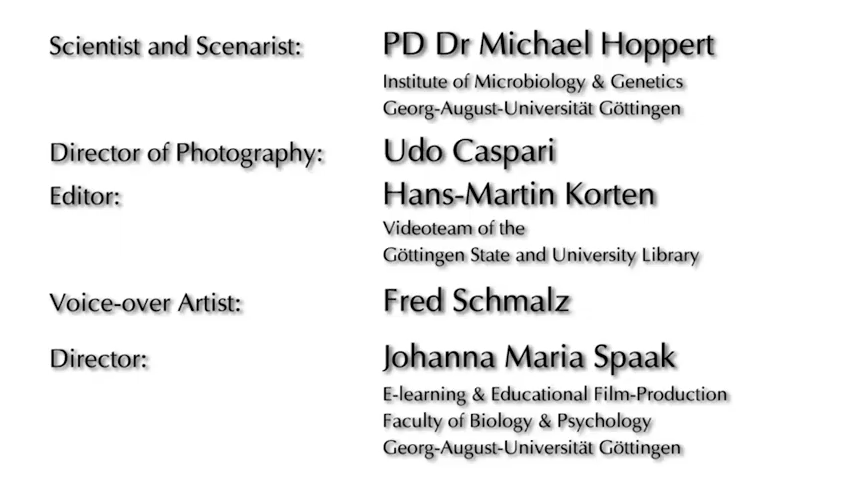 Scientist and Scenarist: PD Dr Michael Hoppert
Institute of Microbiology & Genetics
Georg-August-Universität Göttingen
Director of Photography: Udo Caspari
Editor: Hans-Martin Korten
Videoteam of the
Göttingen State and University Library
Voice-over Artist: Fred Schmalz
Director: Johanna Maria Spaak
E-learning & Educational Film-Production
Faculty of Biology & Psychology
Georg-August-Universität Göttingen